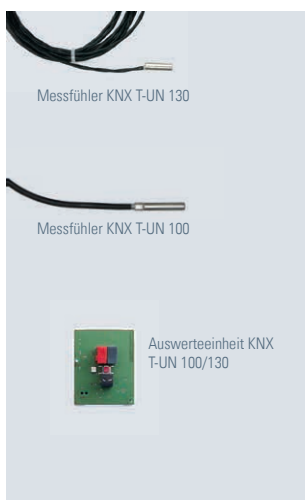 Messfühler KNX T-UN 130
Messfühler KNX T-UN 100
Auswerteeinheit KNX
T-UN 100/130